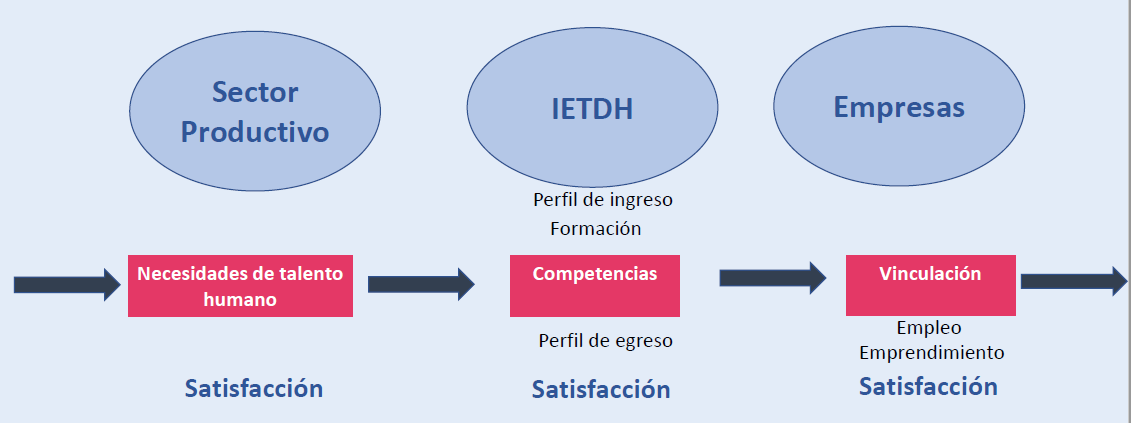 Sector
Productivo
IETDH
Empresas
Perfil de ingreso
Formación
Necesidades de talento
humano
Competencias
Vinculación
Perfil de egreso
Empleo
Emprendimiento
Satisfacción
Satisfacción
Satisfacción